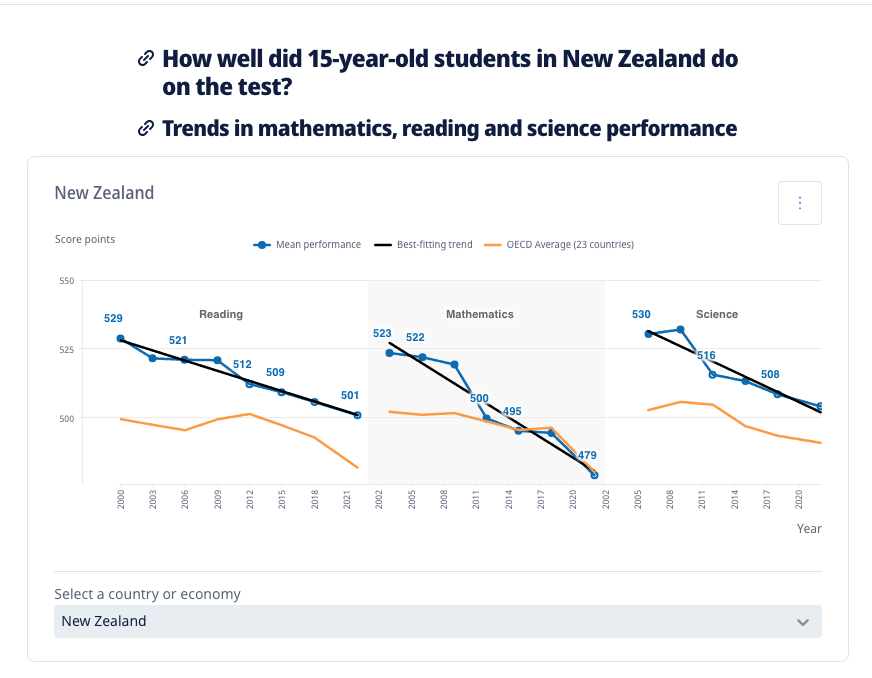 How well did 15-year-old students in New Zealand do
on the test?
Trends in mathematics, reading and science performance
New Zealand
Score points
Mean performance
Best-fitting trend
OECD Average (23 countries)
550
525
500
Reading
529
521
512
509
501
Mathematics
523
522
500
495
479
Science
530
516
508
2000
2003
2006
2009
2012
2015
2018
2021
2002
2005
2008
2011
2014
2017
2020
2002
2005
2008
2011
2014
2017
2020
Year
Select a country or economy
New Zealand